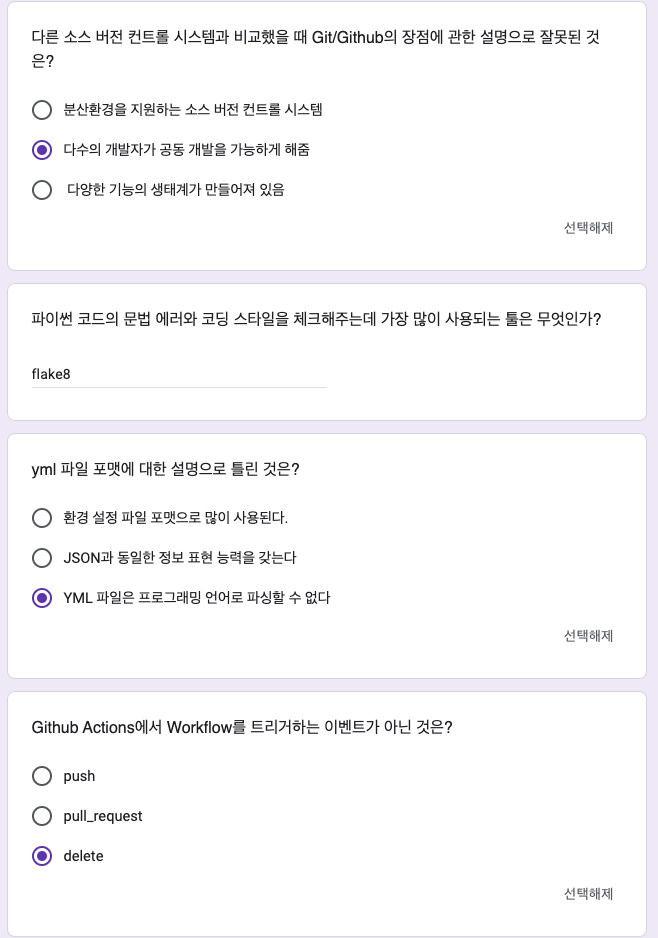 다른 소스 버전 컨트롤 시스템과 비교했을 때 Git/Github의 장점에 관한 설명으로 잘못된 것
은?
분산환경을 지원하는 소스 버전 컨트롤 시스템
다수의 개발자가 공동 개발을 가능하게 해줌
다양한 기능의 생태계가 만들어져 있음
선택해제
파이썬 코드의 문법 에러와 코딩 스타일을 체크해주는데 가장 많이 사용되는 툴은 무엇인가?
flake8
yml 파일 포맷에 대한 설명으로 틀린 것은?
환경 설정 파일 포맷으로 많이 사용된다.
JSON과 동일한 정보 표현 능력을 갖는다
YML 파일은 프로그래밍 언어로 파싱할 수 없다
선택해제
Github Actions에서 Workflow를 트리거하는 이벤트가 아닌 것은?
push
pull_request
delete
선택해제